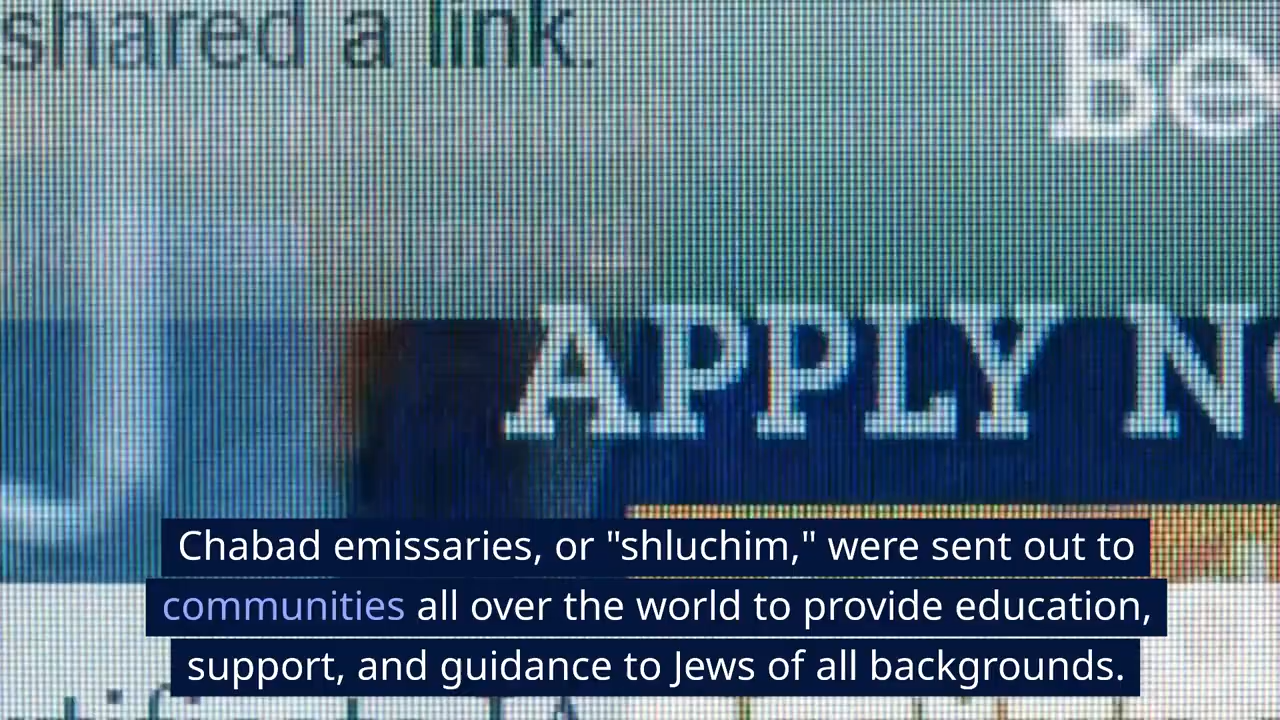 shared a link.
Be
APPLY N
Chabad emissaries, or "shluchim," were sent out to
communities all over the world to provide education,
support, and guidance to Jews of all backgrounds.